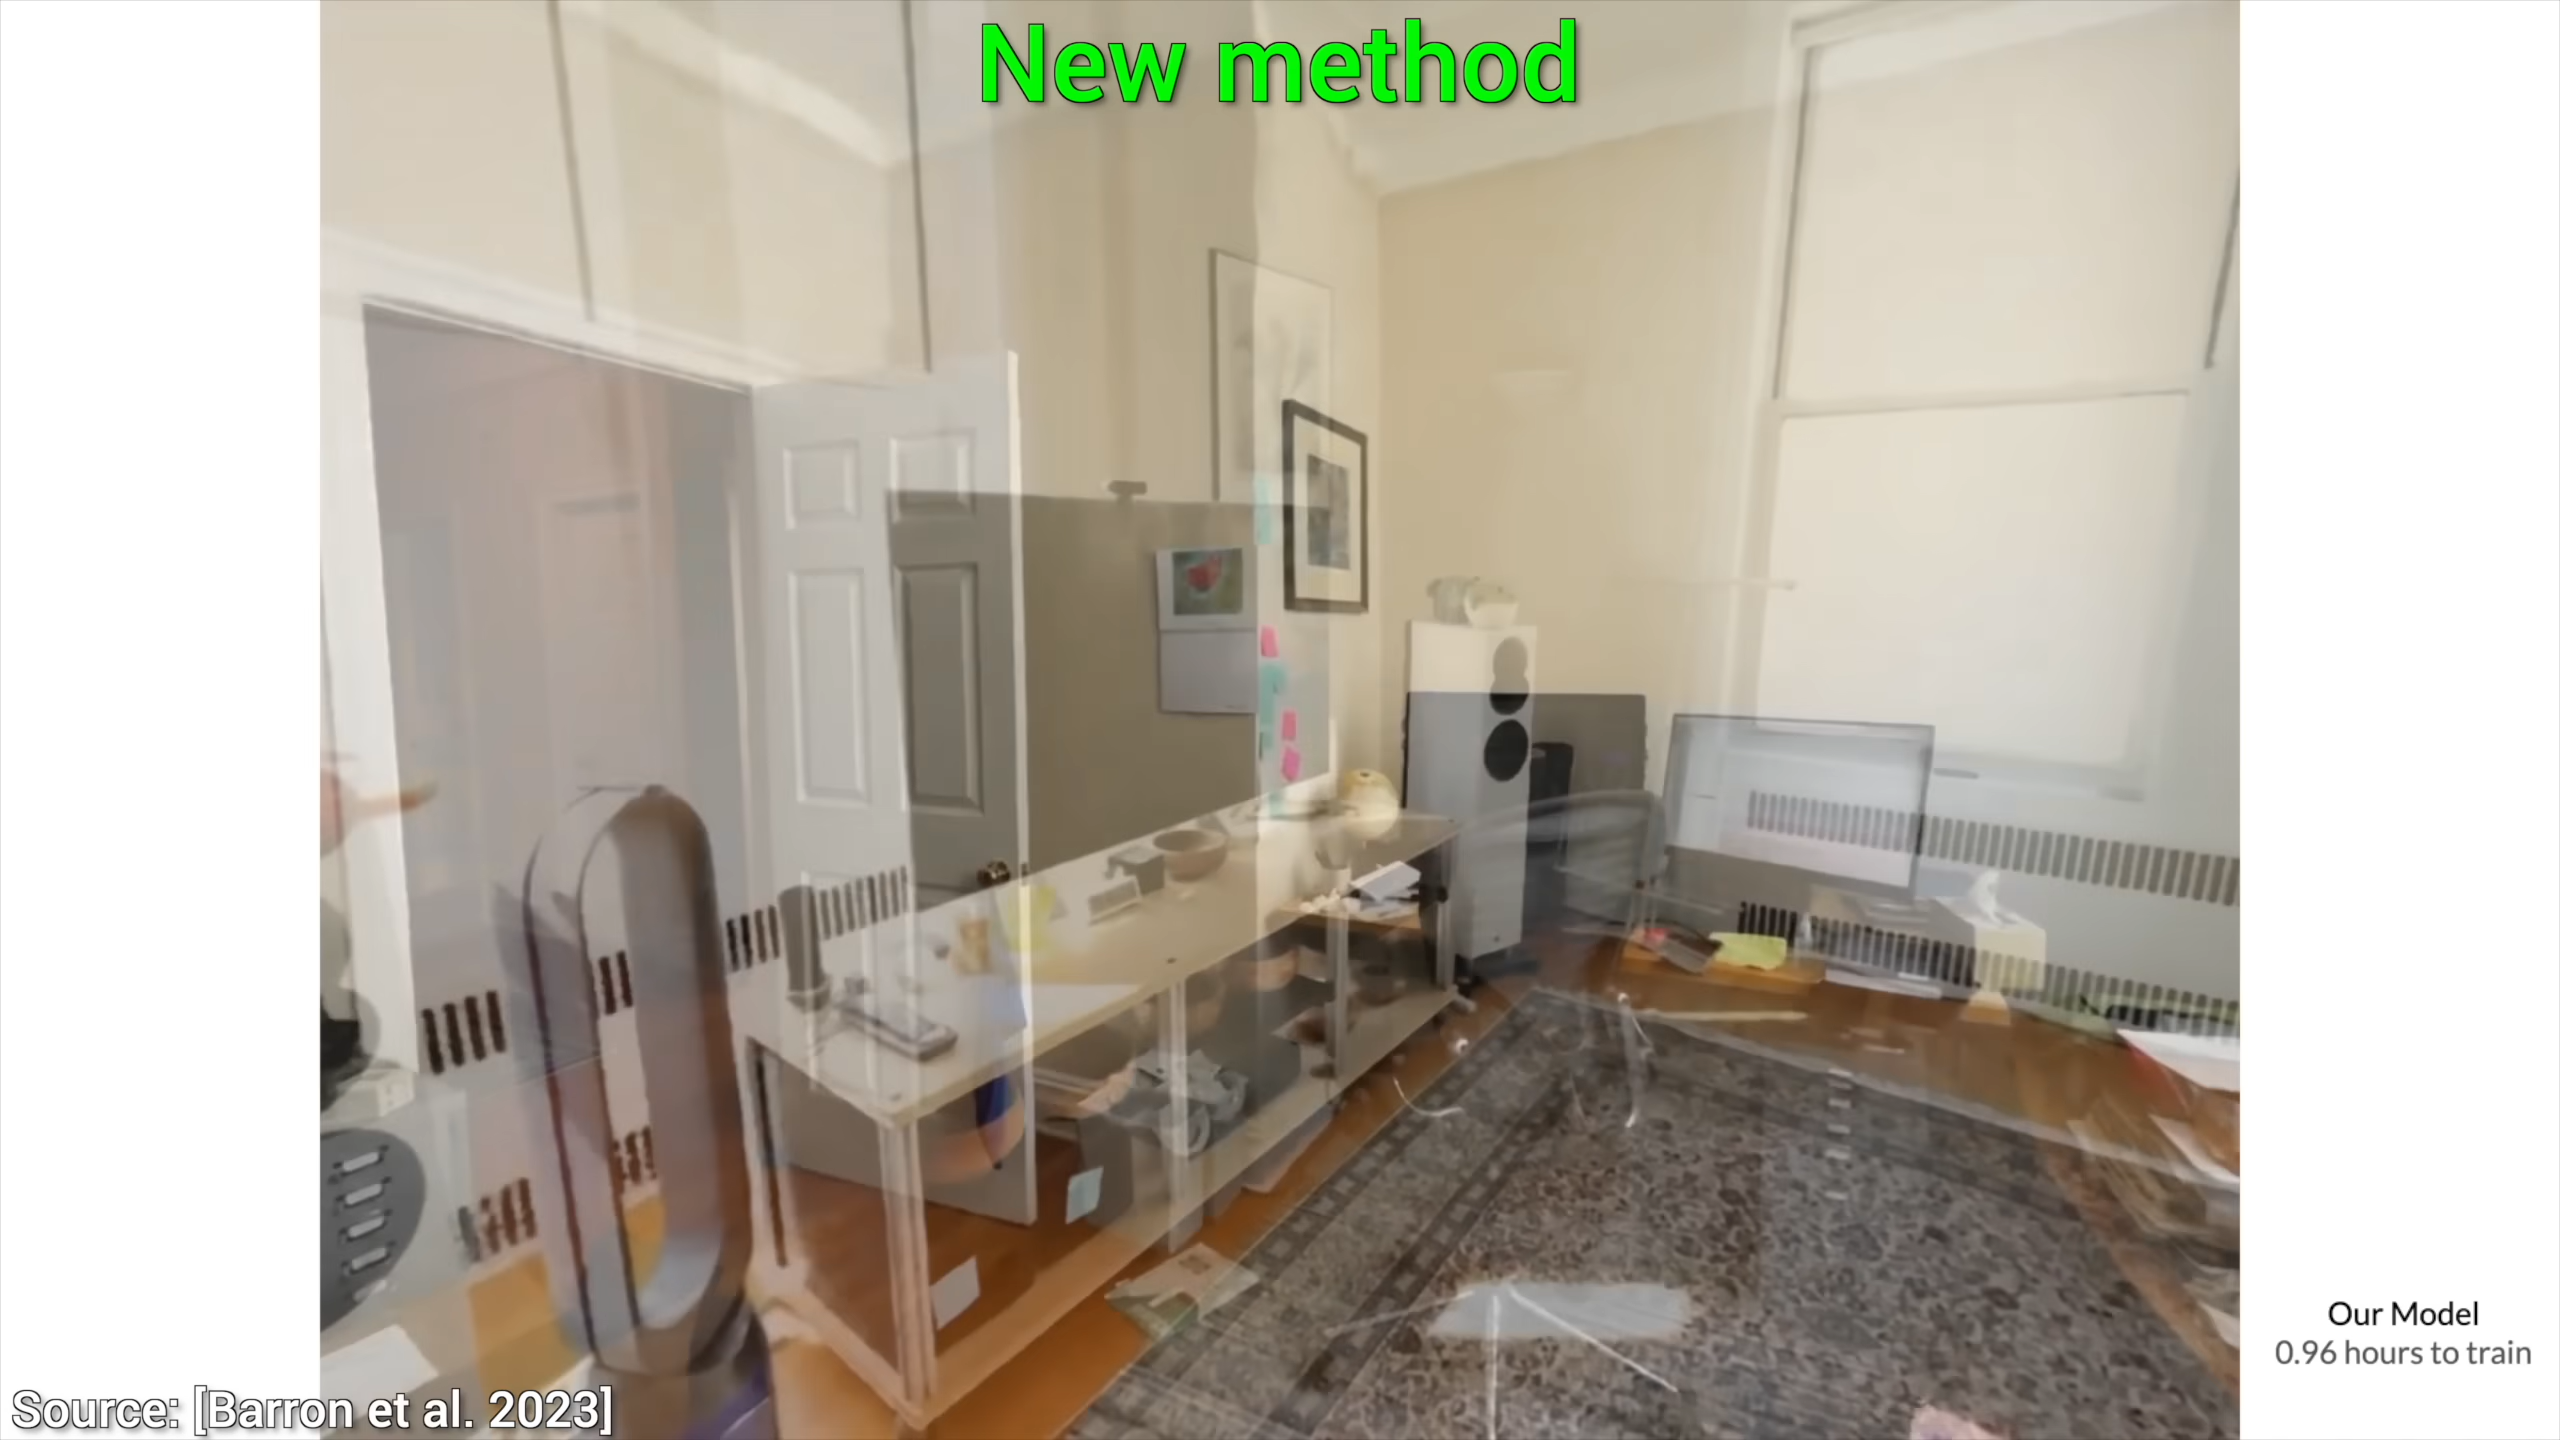 New method
Our Model
0.96 hours to train
Source: [Barron et al. 2023]